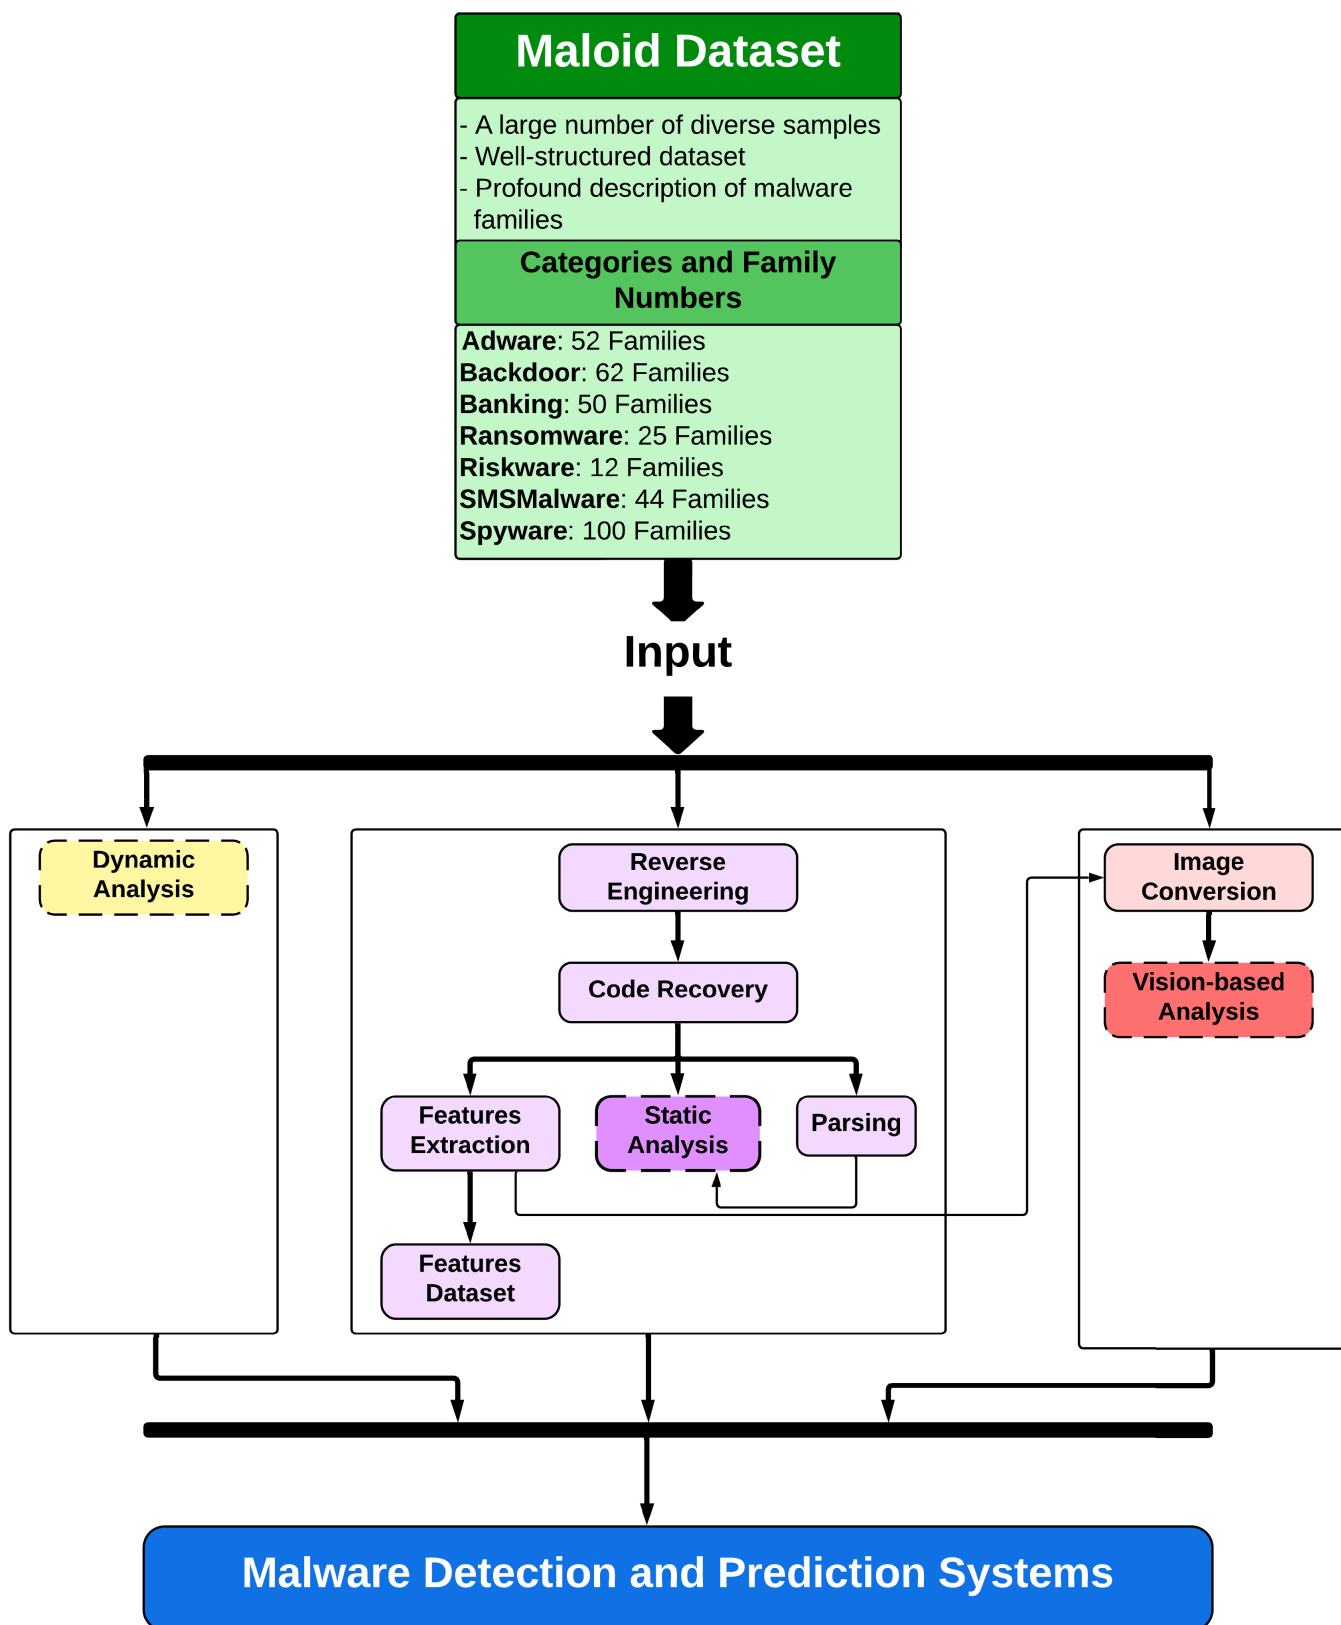 Maloid Dataset
- A large number of diverse samples
- Well-structured dataset
- Profound description of malware
families
Categories and Family
Numbers
Adware: 52 Families
Backdoor: 62 Families
Banking: 50 Families
Ransomware: 25 Families
Riskware: 12 Families
SMSMalware: 44 Families
Spyware: 100 Families
Input
Dynamic
Analysis
Reverse
Engineering
Code Recovery
Features
Extraction
Static
Analysis
Parsing
Features
Dataset
Image
Conversion
Vision-based
Analysis
Malware Detection and Prediction Systems